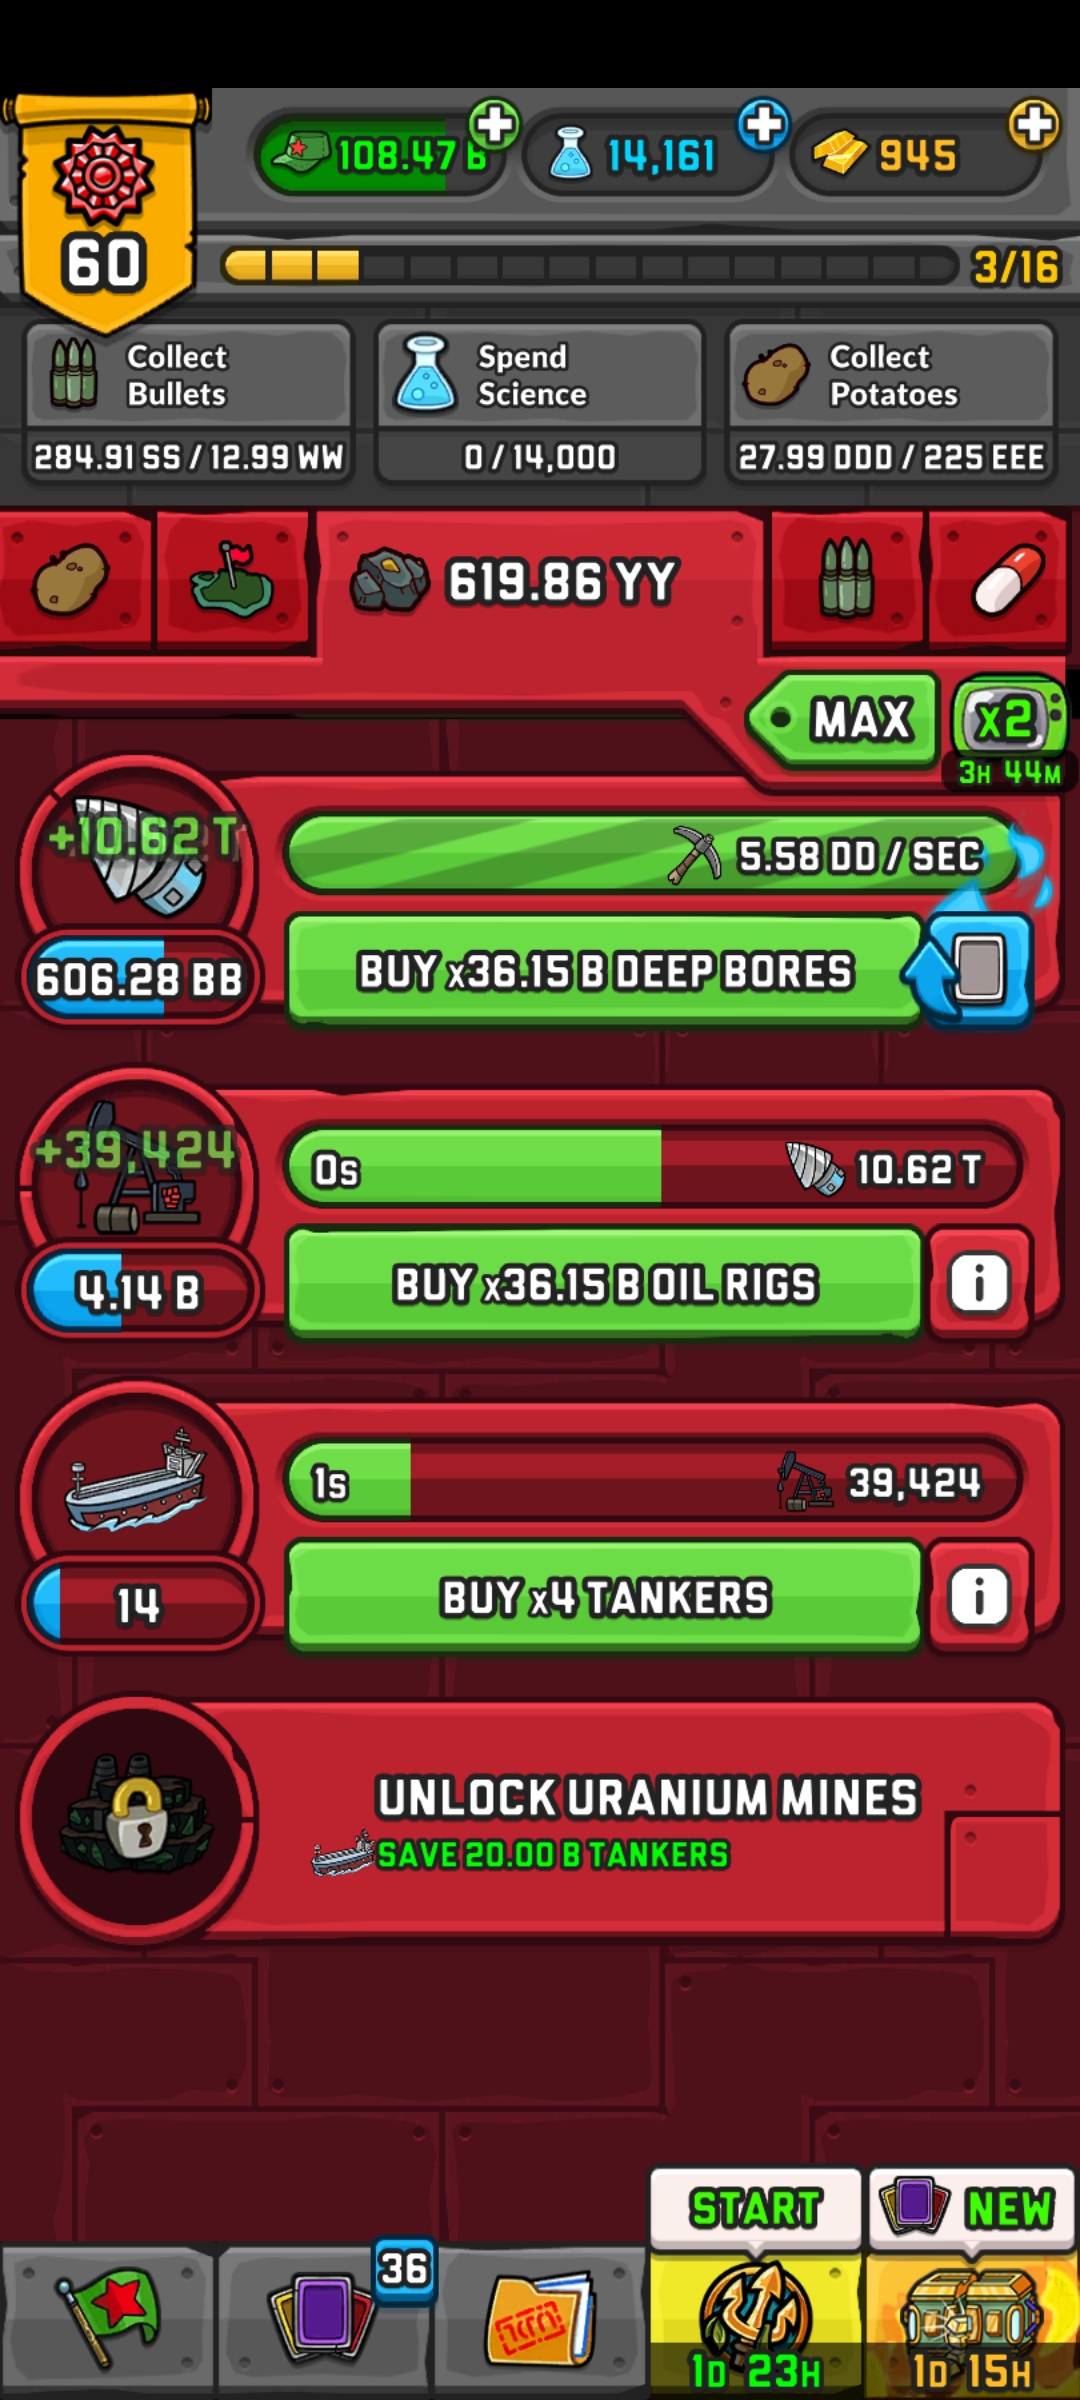 108.47 B
14,161
945
60
3/16
Collect
Bullets
284.91 SS / 12.99 WW
Spend
Science
0 / 14,000
Collect
Potatoes
27.99 DDD / 225 EEE
619.86 YY
MAX
x2
3H 44M
+10.62 T
5.58 DD / SEC
606.28 BB
BUY x36.15 B DEEP BORES
+39,424
0s
10.62 T
4.14 B
BUY x36.15 B OIL RIGS
i
1s
39,424
14
BUY x4 TANKERS
i
UNLOCK URANIUM MINES
SAVE 20.00 B TANKERS
START
NEW
36
1D 23H
1D 15H